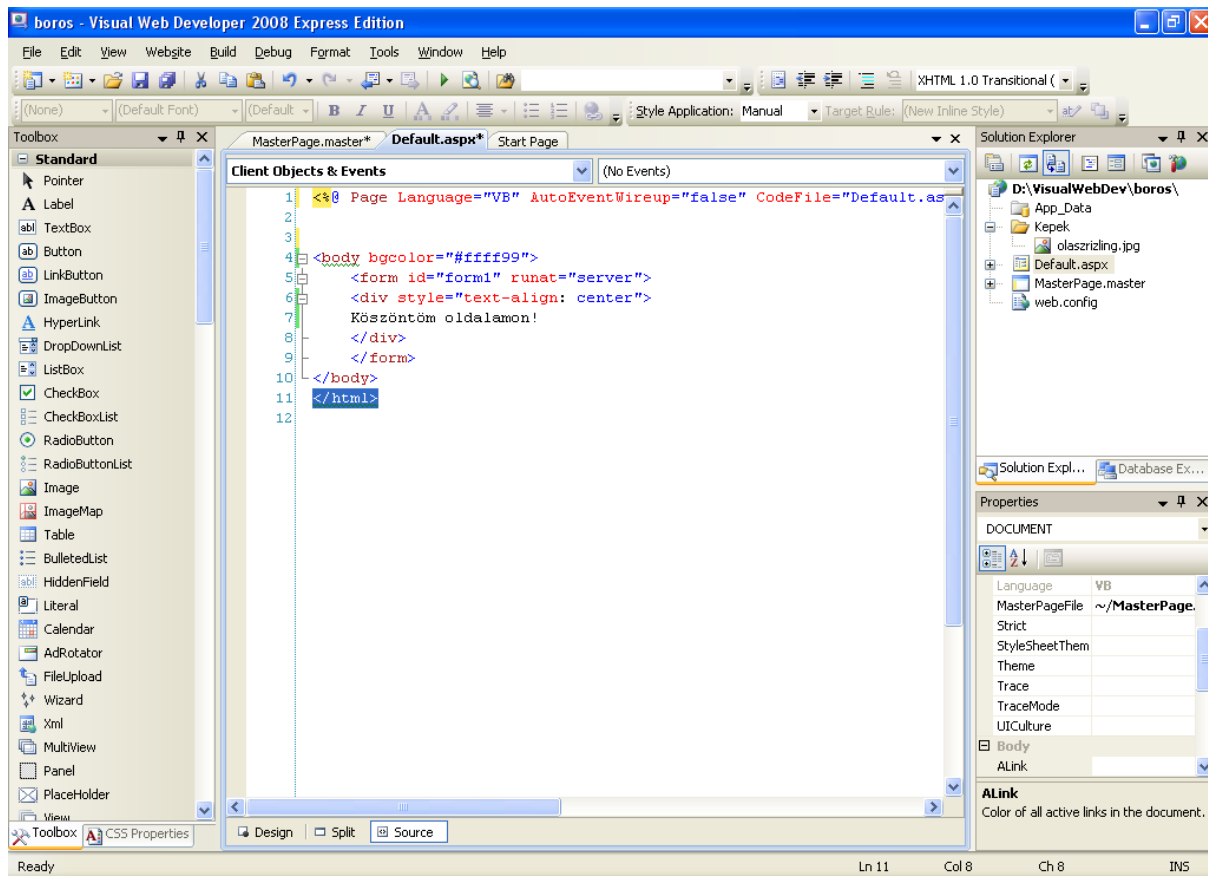 boros - Visual Web Developer 2008 Express Edition
File Edit View Website Build Debug Format Tools Window Help
XHTML 1.0 Transitional (
(None) (Default Font) (Default B I U A Style Application: Manual Target Rule: (New Inline Style)
Toolbox
Standard
Pointer
A Label
abl TextBox
ab Button
ab LinkButton
ImageButton
A HyperLink
DropDownList
ListBox
CheckBox
CheckBoxList
RadioButton
RadioButtonList
Image
ImageMap
Table
BulletedList
abl HiddenField
Literal
Calendar
AdRotator
FileUpload
Wizard
Xml
MultiView
Panel
PlaceHolder
View
Toolbox CSS Properties
MasterPage.master* Default.aspx* Start Page
Client Objects & Events (No Events)
1 <%@ Page Language="VB" AutoEventWireup="false" CodeFile="Default.as
2
3
4 <body bgcolor="#ffff99">
5 <form id="form1" runat="server">
6 <div style="text-align: center">
7 Köszöntöm oldalamon!
8 </div>
9 </form>
10 </body>
11 </html>
12
Design Split Source
Solution Explorer
D:\VisualWebDev\boros\
App_Data
Kepek
olaszrizling.jpg
Default.aspx
MasterPage.master
web.config
Solution Expl... Database Ex...
Properties
DOCUMENT
Language VB
MasterPageFile ~/MasterPage.
Strict
StyleSheetThem
Theme
Trace
TraceMode
UICulture
Body
ALink
ALink
Color of all active links in the document.
Ready Ln 11 Col 8 Ch 8 INS